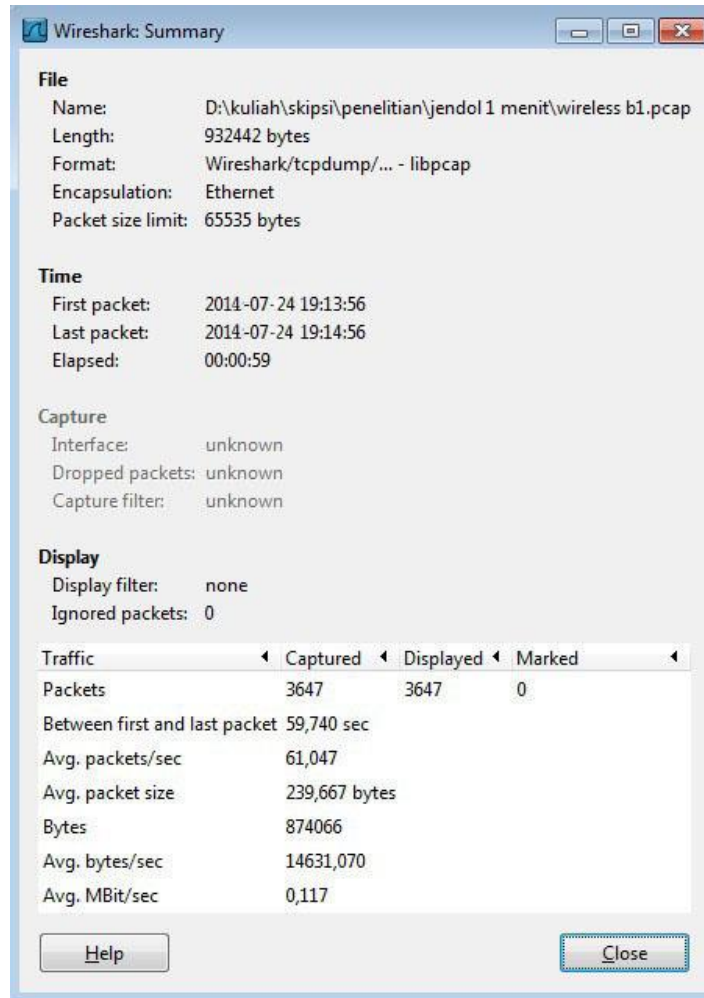 Wireshark: Summary
File
Name: D:\kuliah\skipsi\penelitian\jendol 1 menit\wireless b1.pcap
Length: 932442 bytes
Format: Wireshark/tcpdump/... - libpcap
Encapsulation: Ethernet
Packet size limit: 65535 bytes
Time
First packet: 2014-07-24 19:13:56
Last packet: 2014-07-24 19:14:56
Elapsed: 00:00:59
Capture
Interface: unknown
Dropped packets: unknown
Capture filter: unknown
Display
Display filter: none
Ignored packets: 0
Traffic Captured Displayed Marked
Packets 3647 3647 0
Between first and last packet 59,740 sec
Avg. packets/sec 61,047
Avg. packet size 239,667 bytes
Bytes 874066
Avg. bytes/sec 14631,070
Avg. MBit/sec 0,117
Help Close